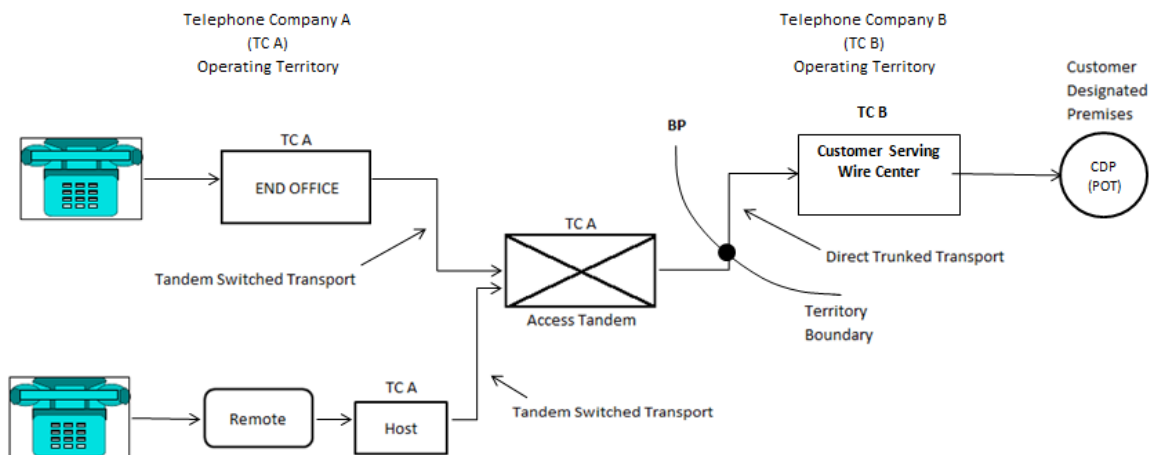 Telephone Company A
(TC A)
Operating Territory
Telephone Company B
(TC B)
Operating Territory
Customer
Designated
Premises
TC A
END OFFICE
BP
TC B
Customer Serving
Wire Center
CDP
(POT)
Tandem Switched Transport
TC A
Access Tandem
Direct Trunked Transport
Territory
Boundary
TC A
Remote
Host
Tandem Switched Transport